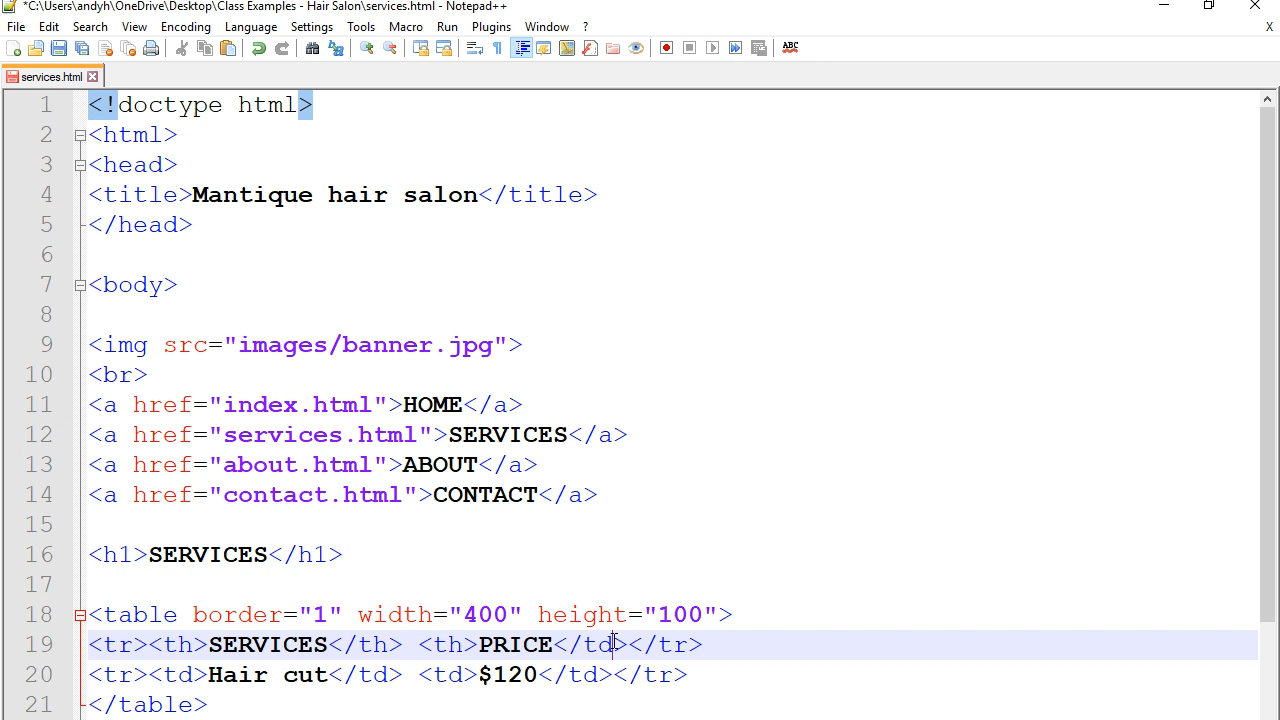 *C:\Users\andyh\OneDrive\Desktop\Class Examples - Hair Salon\services.html - Notepad++
File Edit Search View Encoding Language Settings Tools Macro Run Plugins Window ? X
ABC
services.html
1 <!doctype html>
2 <html>
3 <head>
4 <title>Mantique hair salon</title>
5 </head>
6
7 <body>
8
9 <img src="images/banner.jpg">
10 <br>
11 <a href="index.html">HOME</a>
12 <a href="services.html">SERVICES</a>
13 <a href="about.html">ABOUT</a>
14 <a href="contact.html">CONTACT</a>
15
16 <h1>SERVICES</h1>
17
18 <table border="1" width="400" height="100">
19 <tr><th>SERVICES</th> <th>PRICE</td></tr>
20 <tr><td>Hair cut</td> <td>$120</td></tr>
21 </table>